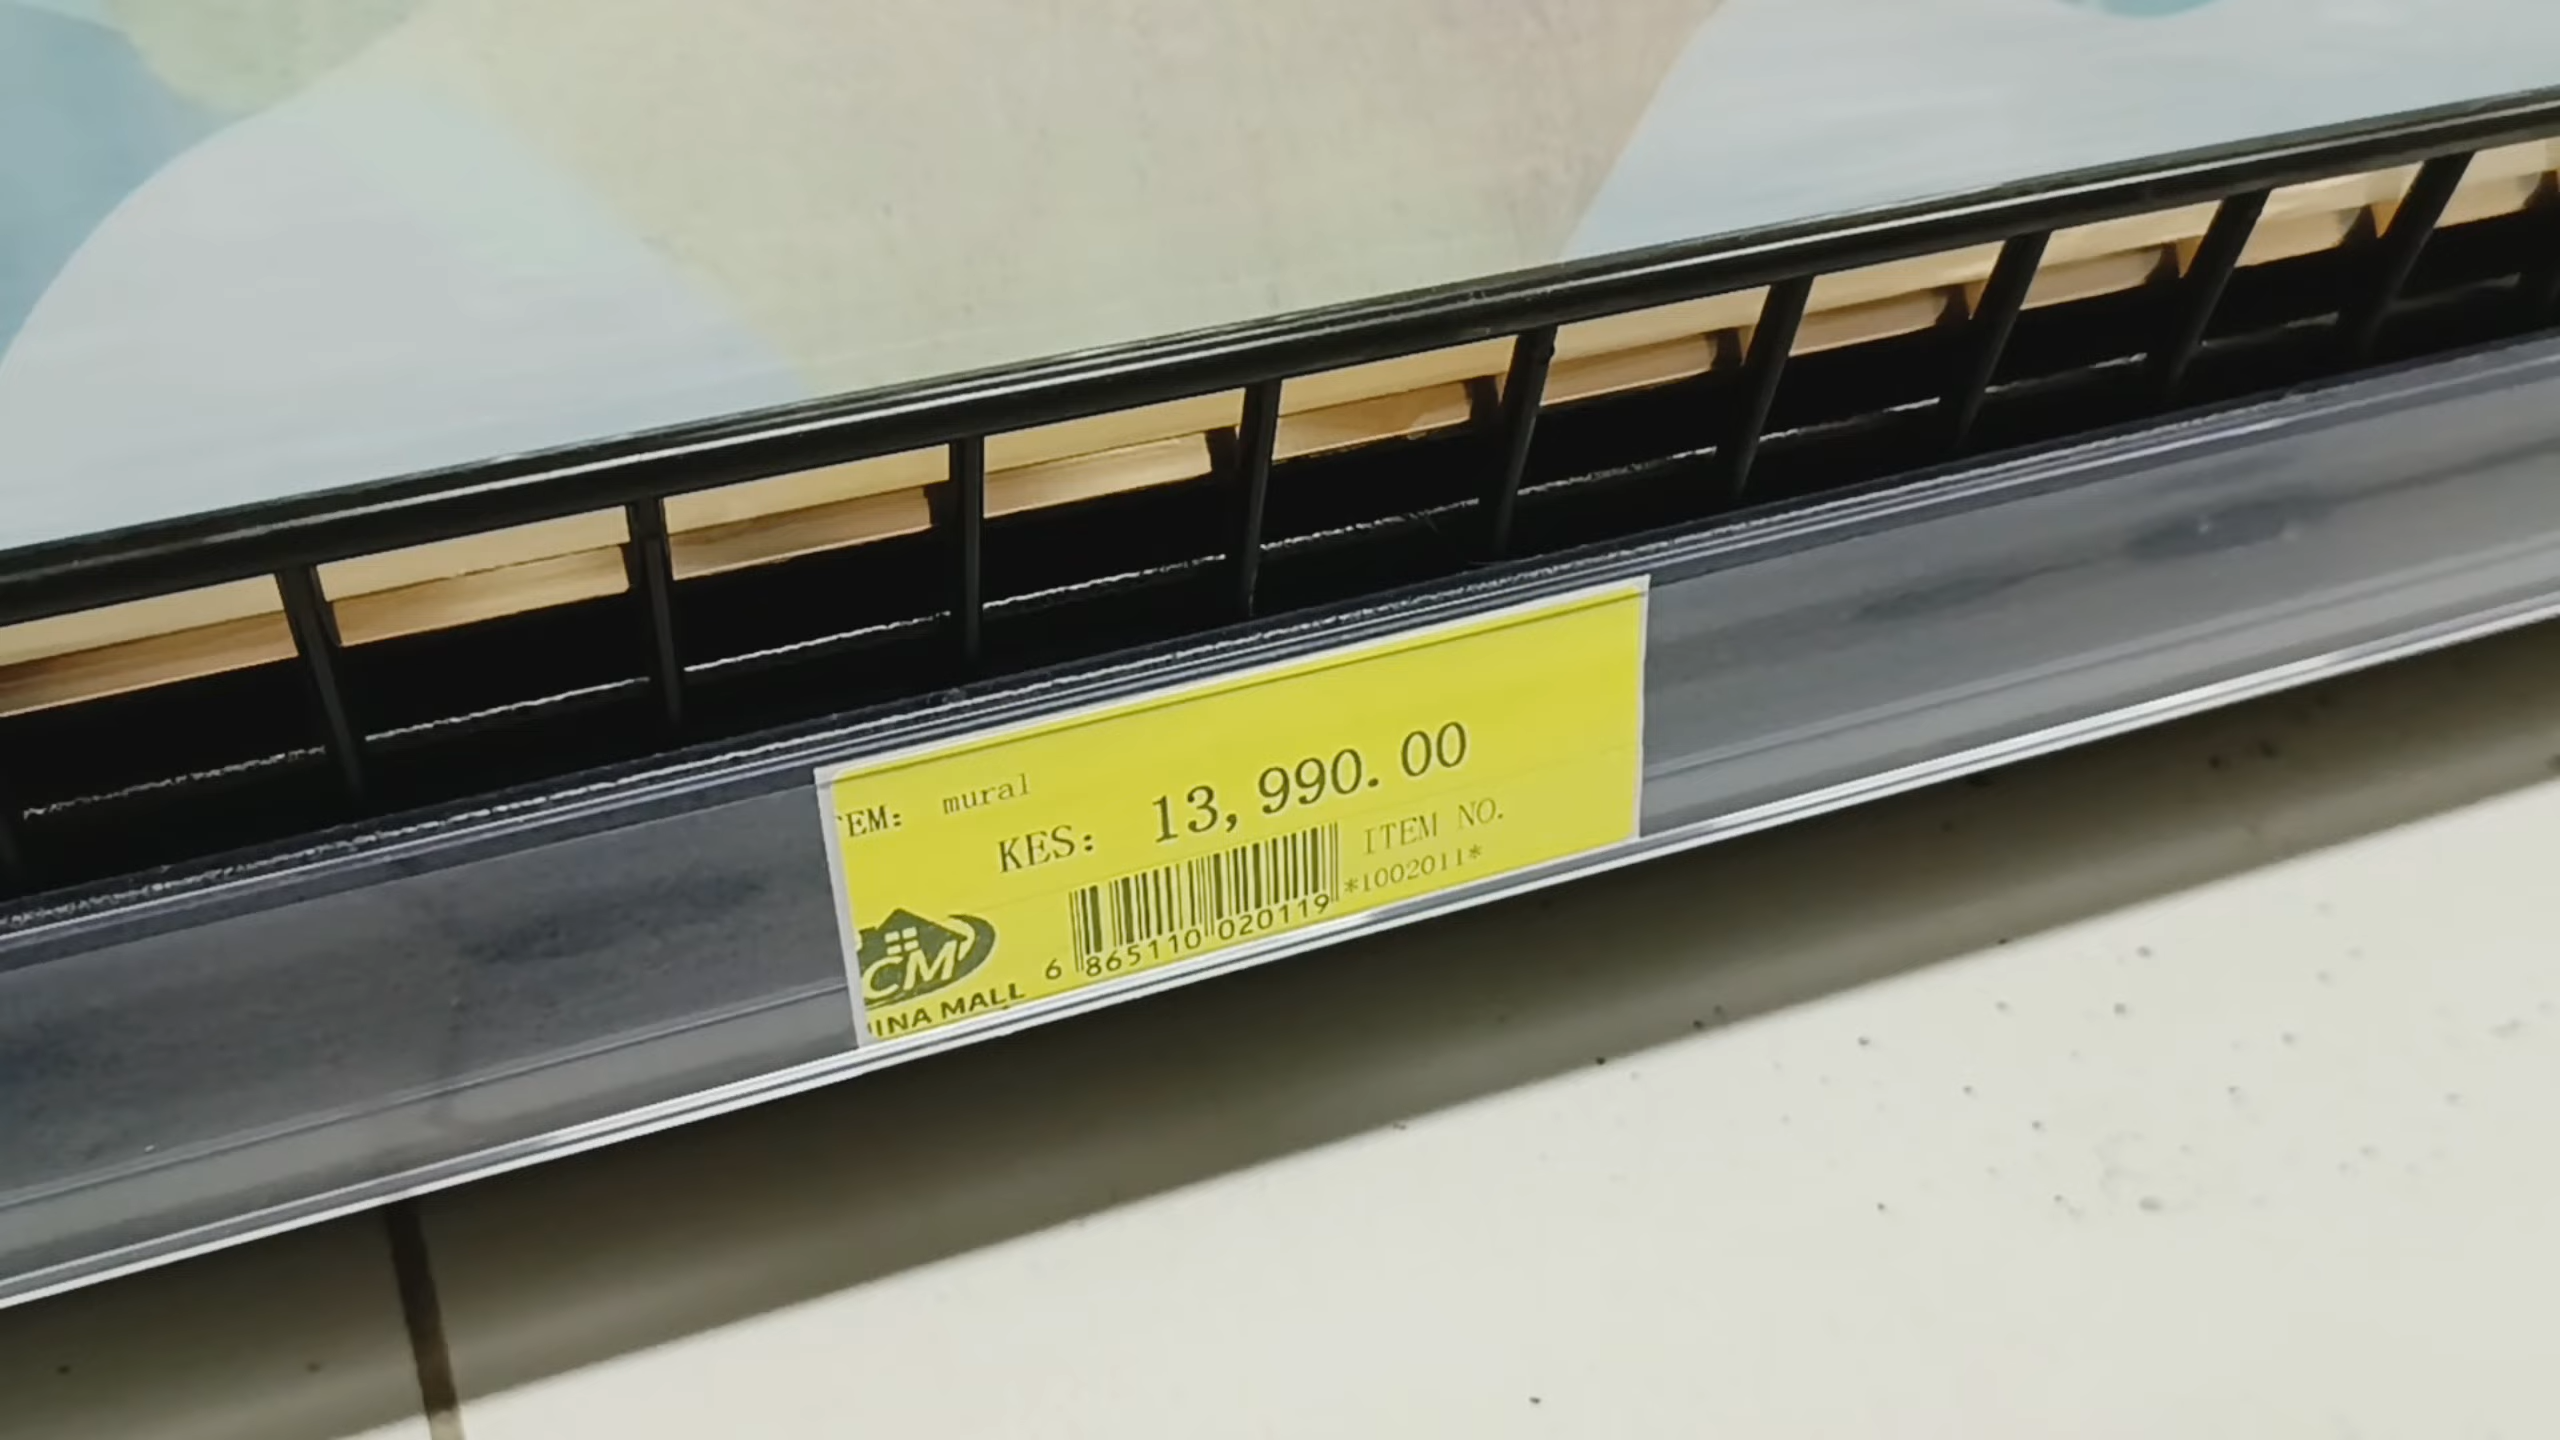 EM: mural
KES: 13,990.00
ITEM NO.
*1002011*
6 865110 020119
CM
INA MALL